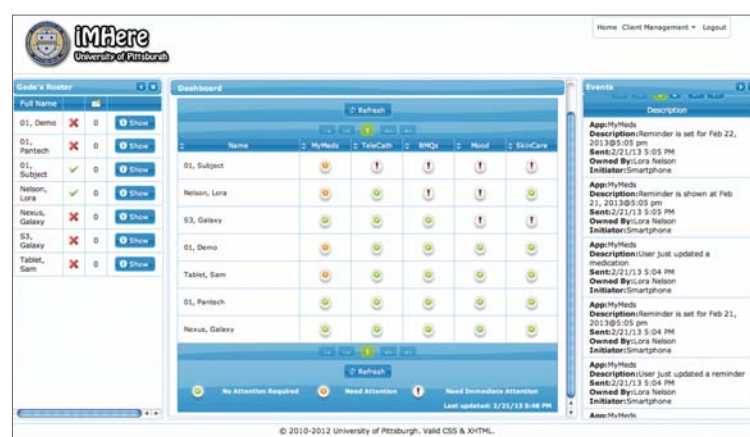 iMHere
University of Pittsburgh
Home Client Management Logout
Gede's Roster
Full Name
01, Demo 0 Show
01,
Pantech 0 Show
01,
Subject 0 Show
Nelson,
Lora 0 Show
Nexus,
Galaxy 0 Show
S3,
Galaxy 0 Show
Tablet,
Sam 0 Show
Dashboard
Refresh
1
Name MyMeds TeleCath BMQs Mood SkinCare
01, Subject
Nelson, Lora
S3, Galaxy
01, Demo
Tablet, Sam
01, Pantech
Nexus, Galaxy
1
Refresh
No Attention Required Need Attention Need Immediate Attention
Last updated: 2/21/13 5:48 PM
Events
Description
App:MyMeds
Description:Reminder is set for Feb 22,
2013@5:05 pm
Sent:2/21/13 5:05 PM
Owned By:Lora Nelson
Initiator:Smartphone
App:MyMeds
Description:Reminder is shown at Feb
21, 2013@5:05 pm
Sent:2/21/13 5:05 PM
Owned By:Lora Nelson
Initiator:Smartphone
App:MyMeds
Description:User just updated a
medication
Sent:2/21/13 5:04 PM
Owned By:Lora Nelson
Initiator:Smartphone
App:MyMeds
Description:Reminder is set for Feb 21,
2013@5:05 pm
Sent:2/21/13 5:04 PM
Owned By:Lora Nelson
Initiator:Smartphone
App:MyMeds
Description:User just updated a reminder
Sent:2/21/13 5:04 PM
Owned By:Lora Nelson
Initiator:Smartphone
App:MyMeds
© 2010-2012 University of Pittsburgh. Valid CSS & XHTML.